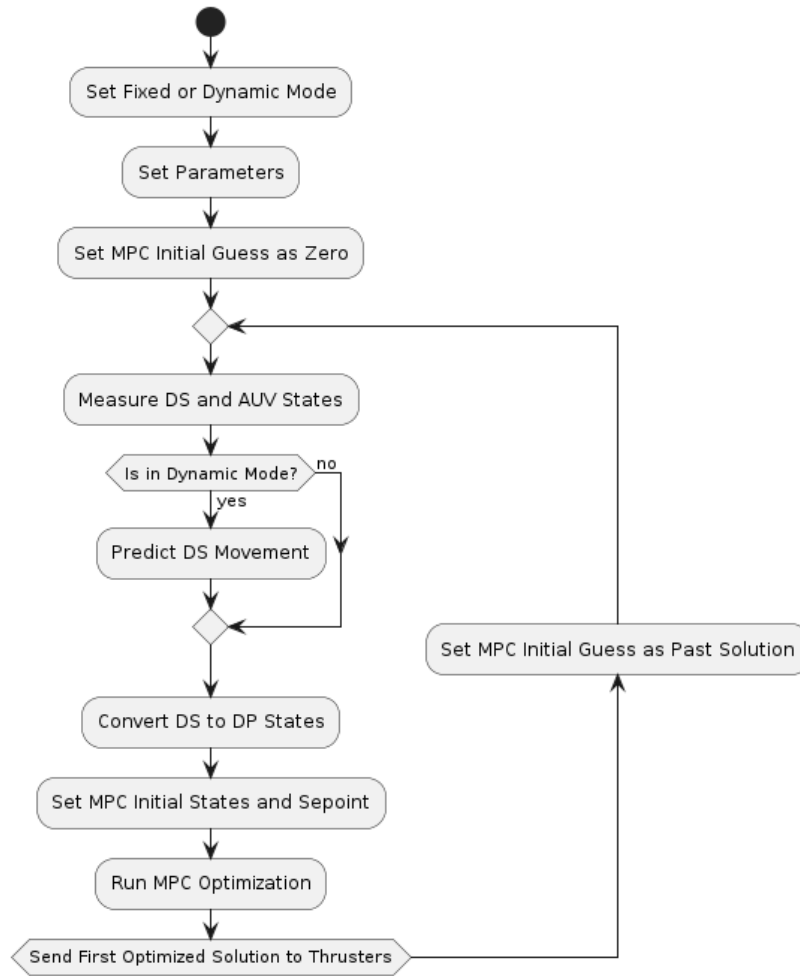 Set Fixed or Dynamic Mode
Set Parameters
Set MPC Initial Guess as Zero
Measure DS and AUV States
Is in Dynamic Mode?
no
yes
Predict DS Movement
Set MPC Initial Guess as Past Solution
Convert DS to DP States
Set MPC Initial States and Sepoint
Run MPC Optimization
Send First Optimized Solution to Thrusters